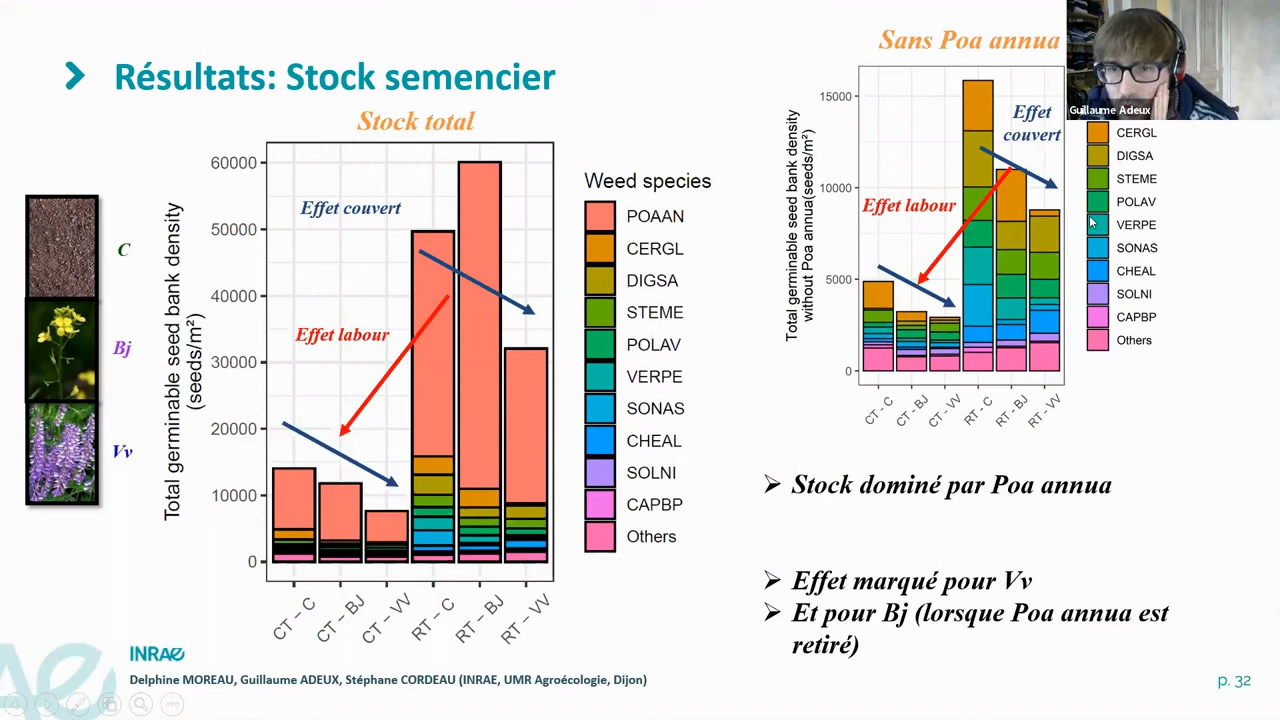 Résultats: Stock semencier
Stock total
Sans Poa annua
Guillaume Adeux
C
Bj
Vv
Total germinable seed bank density
(seeds/m²)
60000
50000
40000
30000
20000
10000
0
Effet couvert
Effet labour
CT – C
CT – BJ
CT – VV
RT – C
RT – BJ
RT – VV
Weed species
POAAN
CERGL
DIGSA
STEME
POLAV
VERPE
SONAS
CHEAL
SOLNI
CAPBP
Others
Total germinable seed bank density
without Poa annua(seeds/m²)
15000
10000
5000
0
Effet
couvert
Effet labour
CT – C
CT – BJ
CT – VV
RT – C
RT – BJ
RT – VV
CERGL
DIGSA
STEME
POLAV
VERPE
SONAS
CHEAL
SOLNI
CAPBP
Others
➢ Stock dominé par Poa annua
➢ Effet marqué pour Vv
➢ Et pour Bj (lorsque Poa annua est
retiré)
INRAE
Delphine MOREAU, Guillaume ADEUX, Stéphane CORDEAU (INRAE, UMR Agroécologie, Dijon)
p. 32